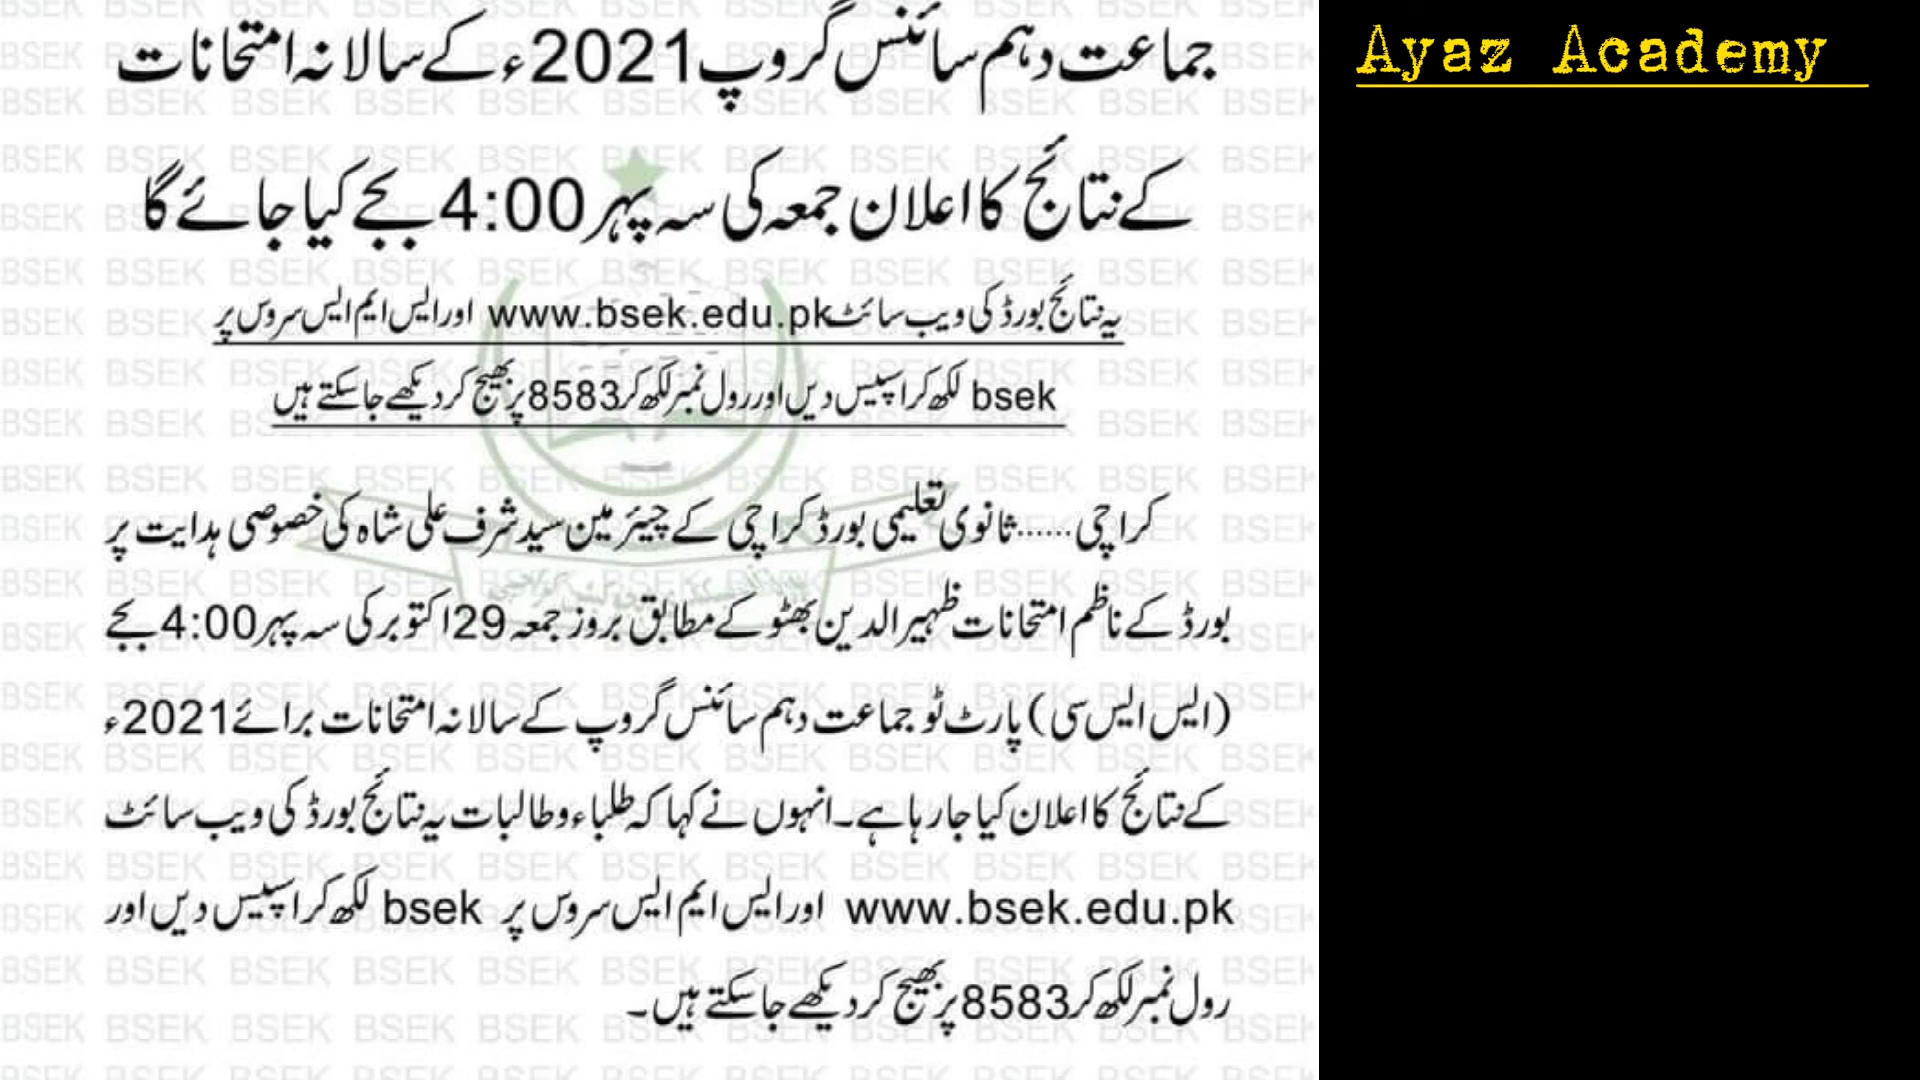 جماعت دہم سائنس گروپ 2021ء کے سالانہ امتحانات
کے نتائج کا اعلان جمعہ کی سہ پہر 4:00 بجے کیا جائے گا
یہ نتائج بورڈ کی ویب سائٹ www.bsek.edu.pk اور ایس ایم ایس سروس پر
bsek لکھ کر اسپیس دیں اور رول نمبر لکھ کر 8583 پر بھیج کر دیکھے جاسکتے ہیں
کراچی ...... ثانوی تعلیمی بورڈ کراچی کے چیئرمین سید شرف علی شاہ کی خصوصی ہدایت پر
بورڈ کے ناظم امتحانات ظہیر الدین بھٹو کے مطابق بروز جمعہ 29 اکتوبر کی سہ پہر 4:00 بجے
(ایس ایس سی) پارٹ ٹو جماعت دہم سائنس گروپ کے سالانہ امتحانات برائے 2021ء
کے نتائج کا اعلان کیا جارہا ہے۔ انہوں نے کہا کہ طلباء وطالبات یہ نتائج بورڈ کی ویب سائٹ
www.bsek.edu.pk اور ایس ایم ایس سروس پر bsek لکھ کر اسپیس دیں اور
رول نمبر لکھ کر 8583 پر بھیج کر دیکھے جاسکتے ہیں۔
Ayaz Academy